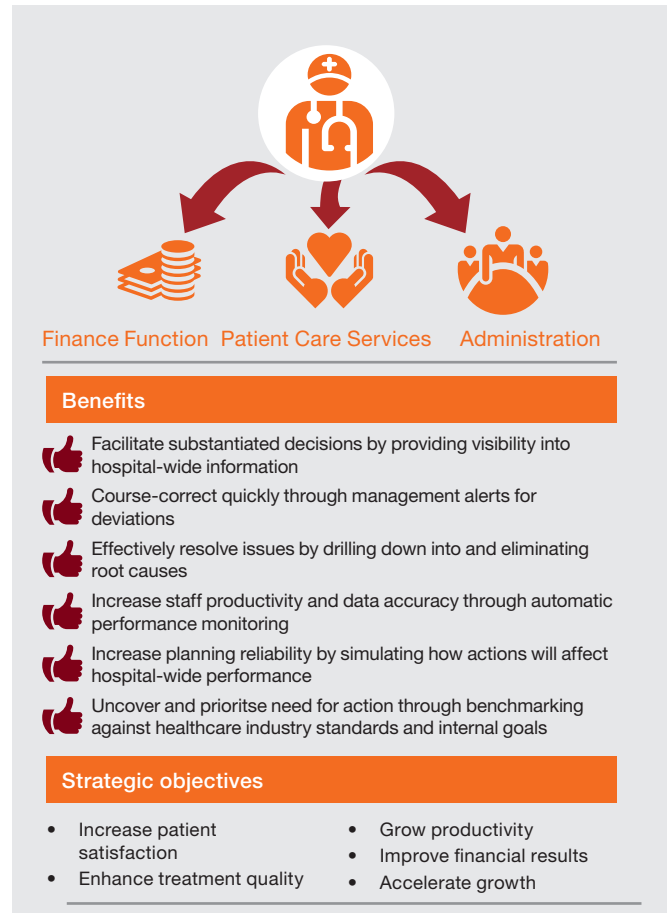 Finance Function Patient Care Services Administration
Benefits
Facilitate substantiated decisions by providing visibility into
hospital-wide information
Course-correct quickly through management alerts for
deviations
Effectively resolve issues by drilling down into and eliminating
root causes
Increase staff productivity and data accuracy through automatic
performance monitoring
Increase planning reliability by simulating how actions will affect
hospital-wide performance
Uncover and prioritse need for action through benchmarking
against healthcare industry standards and internal goals
Strategic objectives
• Increase patient
satisfaction
• Enhance treatment quality
• Grow productivity
• Improve financial results
• Accelerate growth